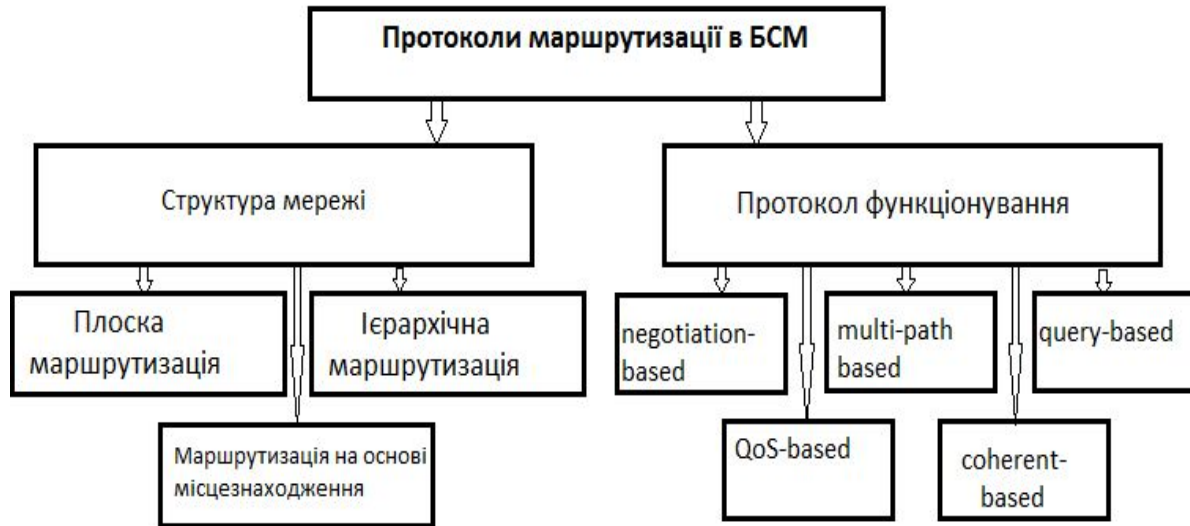 Протоколи маршрутизації в БСМ
Структура мережі
Протокол функціонування
Плоска
маршрутизація
Ієрархічна
маршрутизація
negotiation-
based
multi-path
based
query-based
Маршрутизація на основі
місцезнаходження
QoS-based
coherent-
based